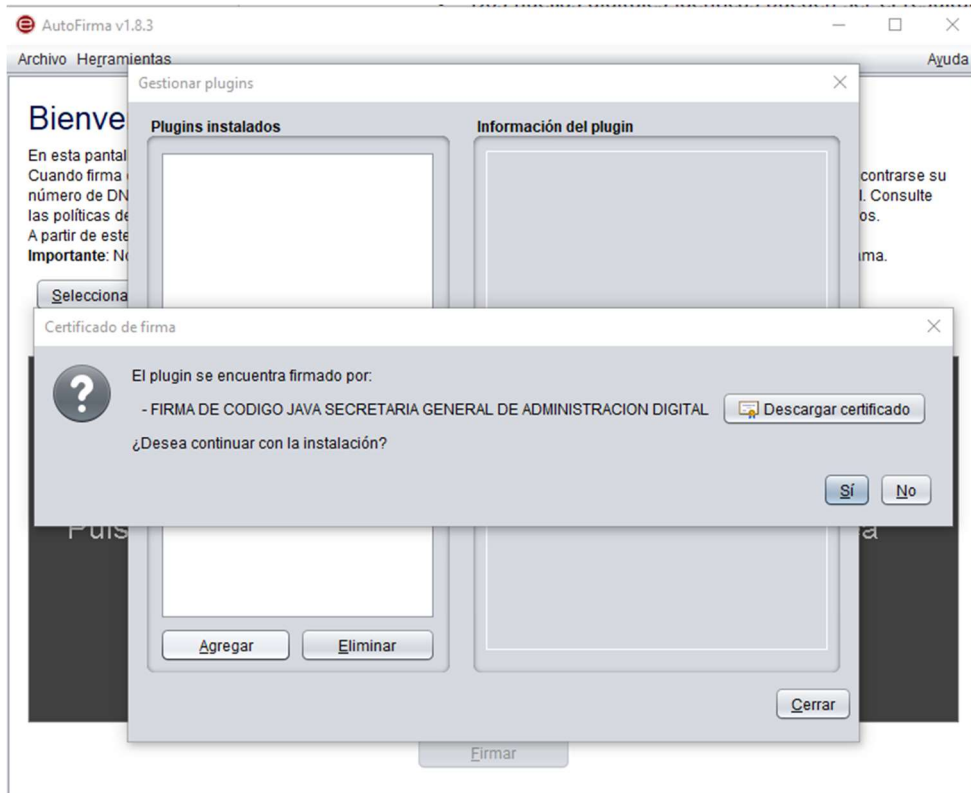 AutoFirma v1.8.3
Archivo Herramientas Ayuda
Gestionar plugins
Plugins instalados
Información del plugin
Bienve
En esta pantal
Cuando firma
contrarse su
número de DN
l. Consulte
las políticas de
os.
A partir de este
Importante: No
ama.
Selecciona
Certificado de firma
El plugin se encuentra firmado por:
- FIRMA DE CODIGO JAVA SECRETARIA GENERAL DE ADMINISTRACION DIGITAL
Descargar certificado
¿Desea continuar con la instalación?
Sí No
Puls
a
Agregar Eliminar
Cerrar
Firmar